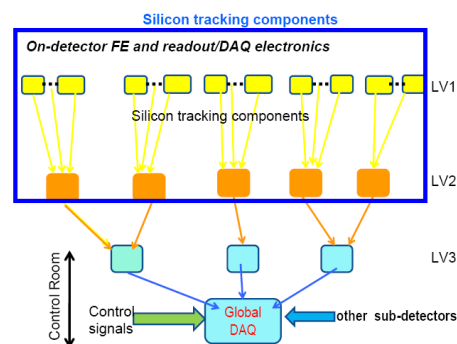 Silicon tracking components
On-detector FE and readout/DAQ electronics
LV1
Silicon tracking components
LV2
LV3
Control Room
Control
signals
Global
DAQ
other sub-detectors